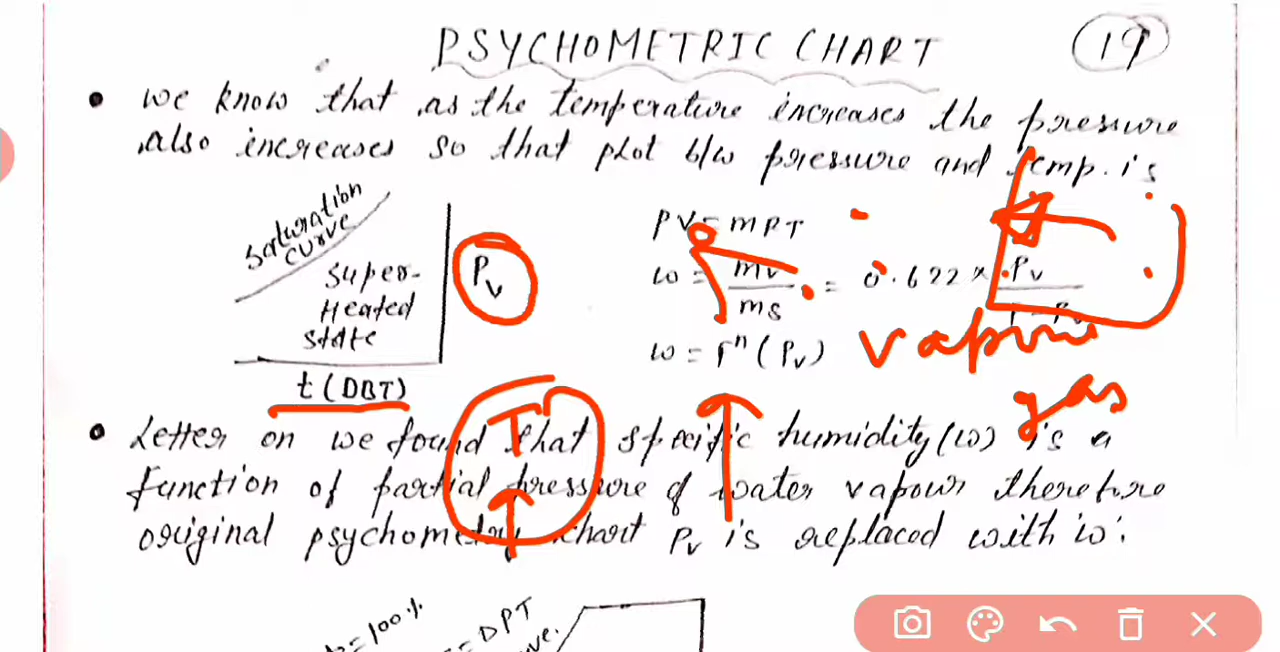 PSYCHOMETRIC CHART
19
• we know that as the temperature increases the pressure
also increases so that plot b/w pressure and temp. is
Saturation
curve
Super-
Heated
state
Pv
t (DBT)
PV = mRT
ω = mv/ms = 0.622 × Pv/P-Pv
ω = fⁿ (Pv)
vapour
gas
T
• Letter on we found that specific humidity (ω) is a
function of partial pressure of water vapour therefore
original psychometry chart Pv is replaced with ω.
=100%
= DPT